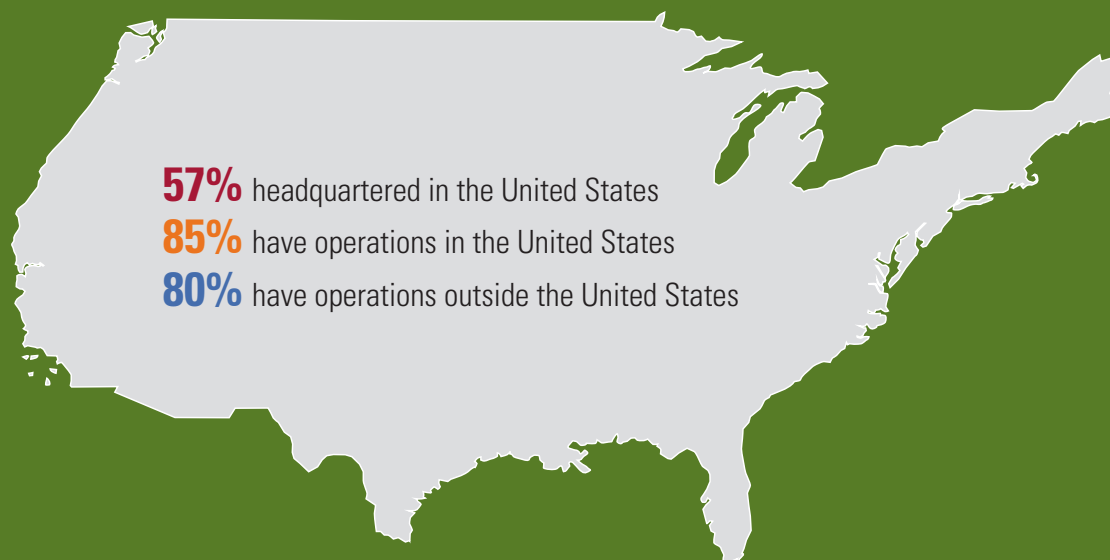 57% headquartered in the United States
85% have operations in the United States
80% have operations outside the United States